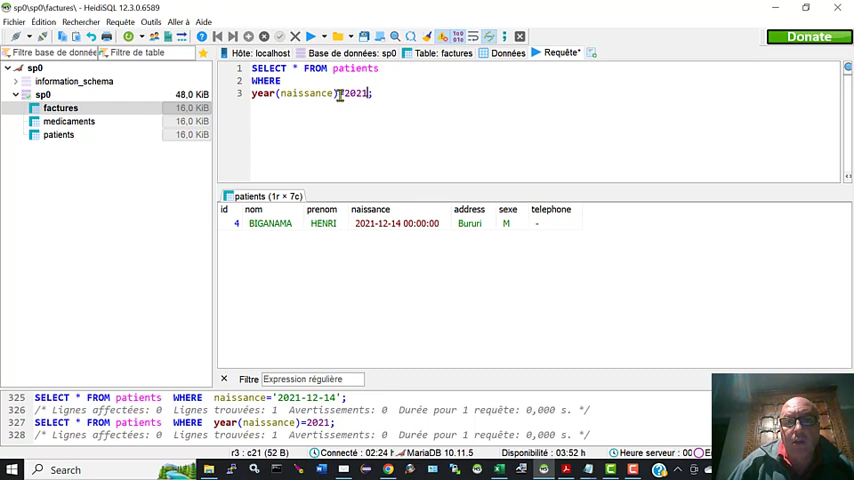 sp0\sp0\factures\ - HeidiSQL 12.3.0.6589
Fichier Édition Rechercher Requête Outils Aller à Aide
Donate
Filtre base de donnée Filtre de table
Hôte: localhost Base de données: sp0 Table: factures Données Requête*
sp0
information_schema
sp0 48,0 KiB
factures 16,0 KiB
medicaments 16,0 KiB
patients 16,0 KiB
1 SELECT * FROM patients
2 WHERE
3 year(naissance)=2021;
patients (1r × 7c)
id nom prenom naissance address sexe telephone
4 BIGANAMA HENRI 2021-12-14 00:00:00 Bururi M -
Filtre Expression régulière
325 SELECT * FROM patients WHERE naissance='2021-12-14';
326 /* Lignes affectées: 0 Lignes trouvées: 1 Avertissements: 0 Durée pour 1 requête: 0,000 s. */
327 SELECT * FROM patients WHERE year(naissance)=2021;
328 /* Lignes affectées: 0 Lignes trouvées: 1 Avertissements: 0 Durée pour 1 requête: 0,000 s. */
r3 : c21 (52 B) Connecté : 02:24 MariaDB 10.11.5 Disponibilité : 03:52 h Heure serveur : 00
Search